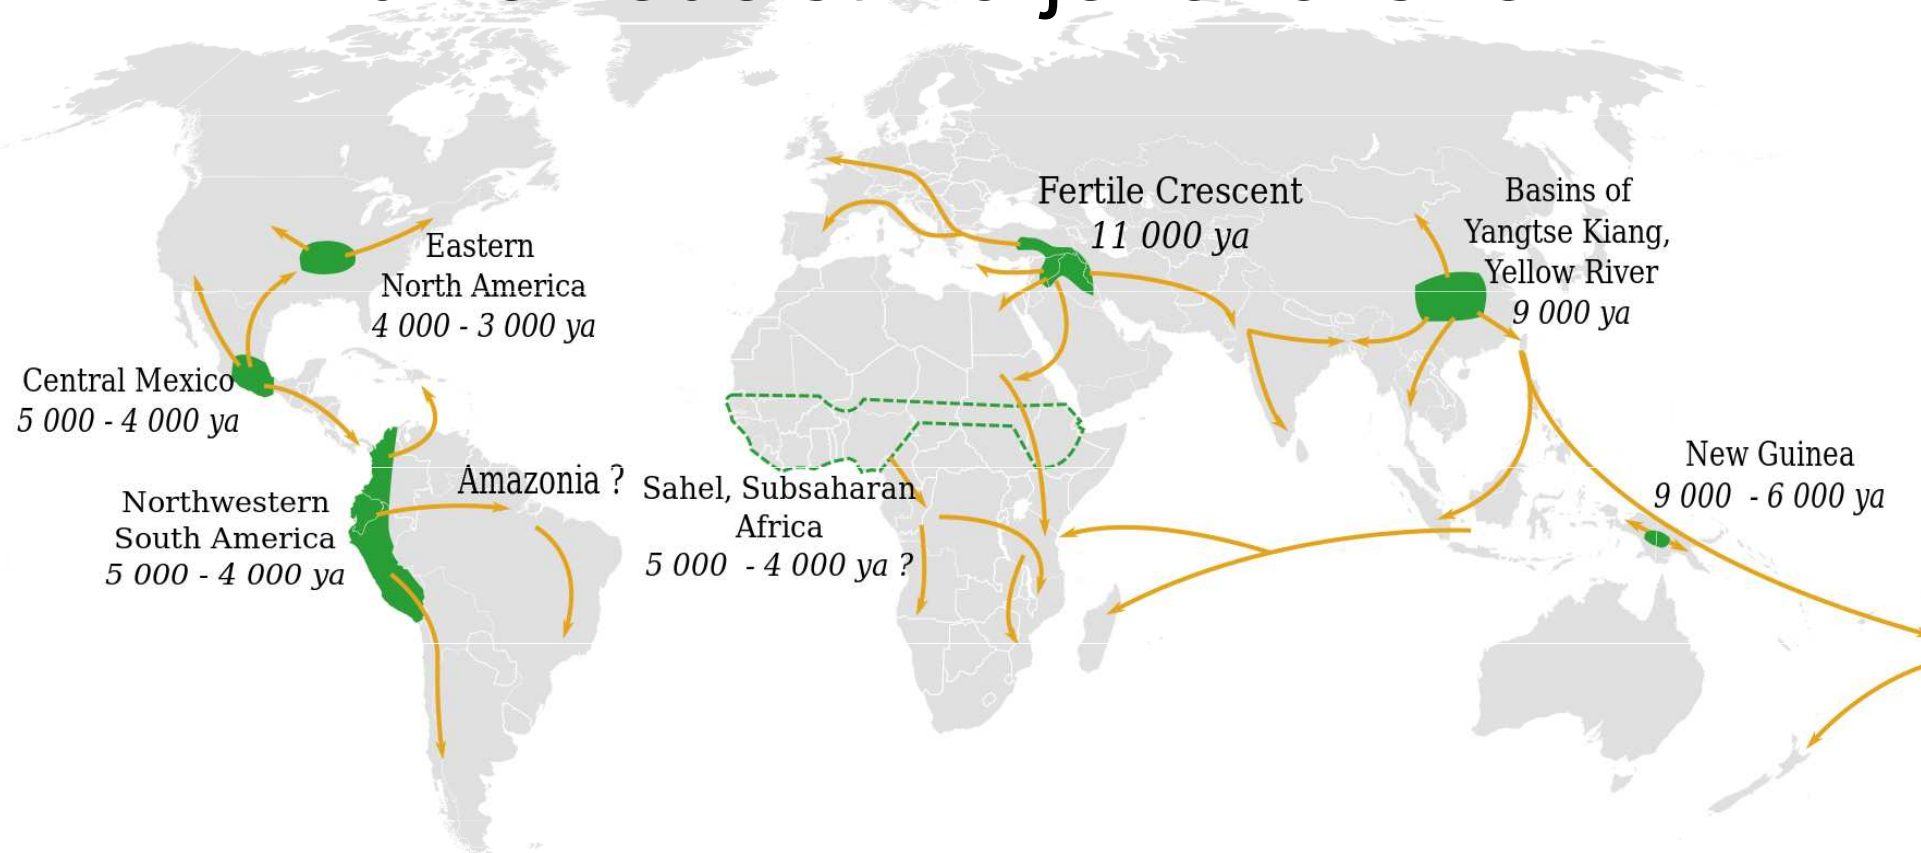 Fertile Crescent
11 000 ya
Basins of
Yangtse Kiang,
Yellow River
9 000 ya
Eastern
North America
4 000 - 3 000 ya
Central Mexico
5 000 - 4 000 ya
New Guinea
9 000 - 6 000 ya
Amazonia ?
Sahel, Subsaharan
Africa
5 000 - 4 000 ya ?
Northwestern
South America
5 000 - 4 000 ya